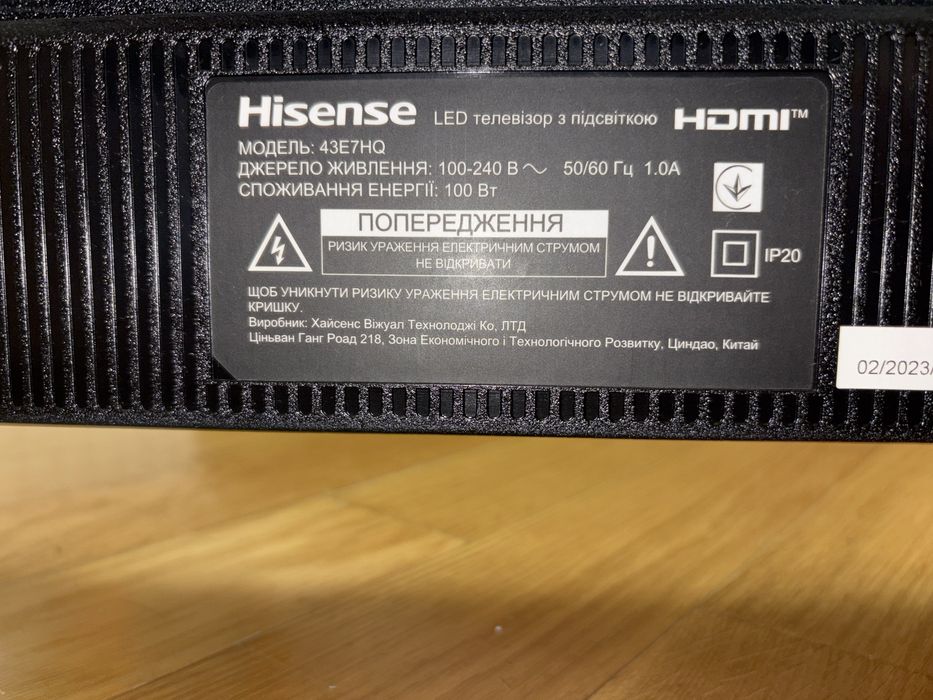 Hisense LED телевізор з підсвіткою HDMI™
МОДЕЛЬ: 43E7HQ
ДЖЕРЕЛО ЖИВЛЕННЯ: 100-240 В ~ 50/60 Гц 1.0А
СПОЖИВАННЯ ЕНЕРГІЇ: 100 Вт
ПОПЕРЕДЖЕННЯ
РИЗИК УРАЖЕННЯ ЕЛЕКТРИЧНИМ СТРУМОМ
НЕ ВІДКРИВАТИ
IP20
ЩОБ УНИКНУТИ РИЗИКУ УРАЖЕННЯ ЕЛЕКТРИЧНИМ СТРУМОМ НЕ ВІДКРИВАЙТЕ
КРИШКУ.
Виробник: Хайсенс Віжуал Технолоджі Ко, ЛТД
Ціньван Ганг Роад 218, Зона Економічного і Технологічного Розвитку, Циндао, Китай
02/2023/